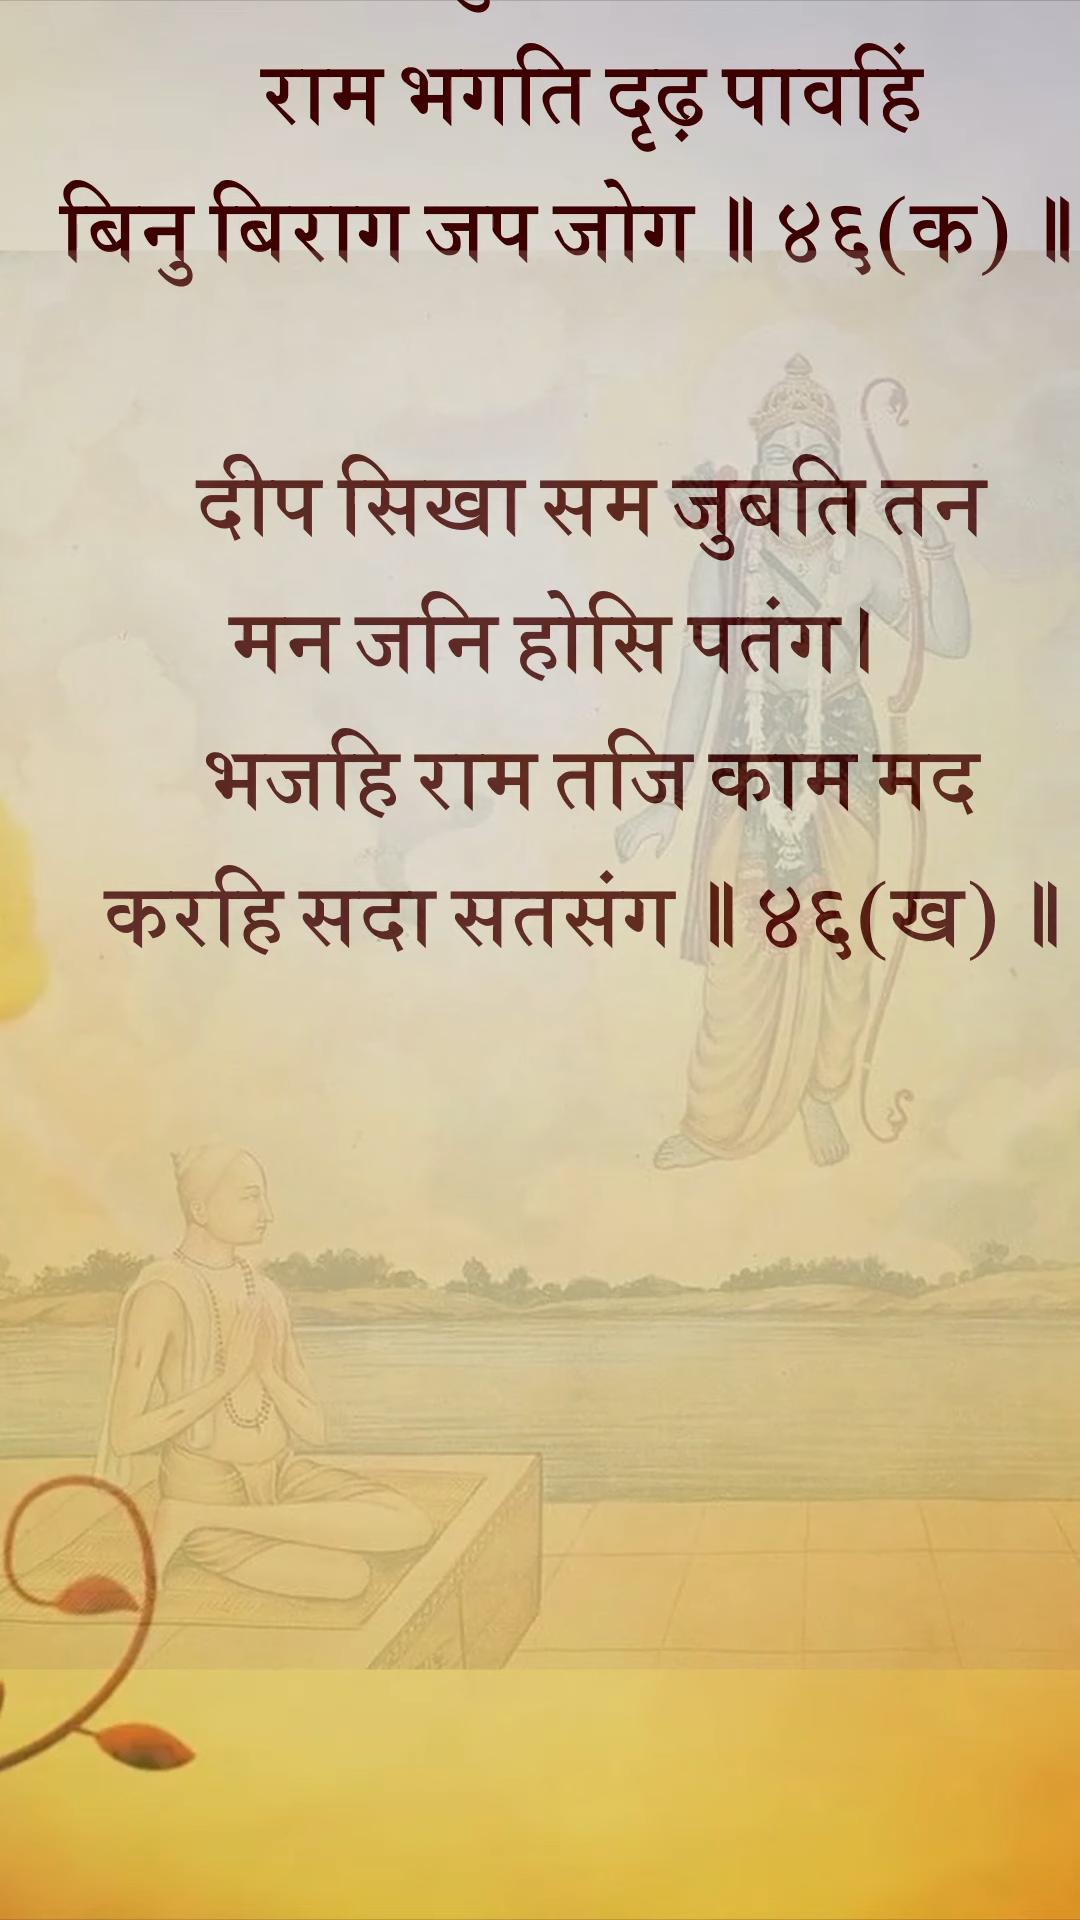 राम भगति दृढ़ पावहिं
बिनु बिराग जप जोग ॥ ४६(क) ॥
दीप सिखा सम जुबति तन
मन जनि होसि पतंग।
भजहि राम तजि काम मद
करहि सदा सतसंग ॥ ४६(ख) ॥